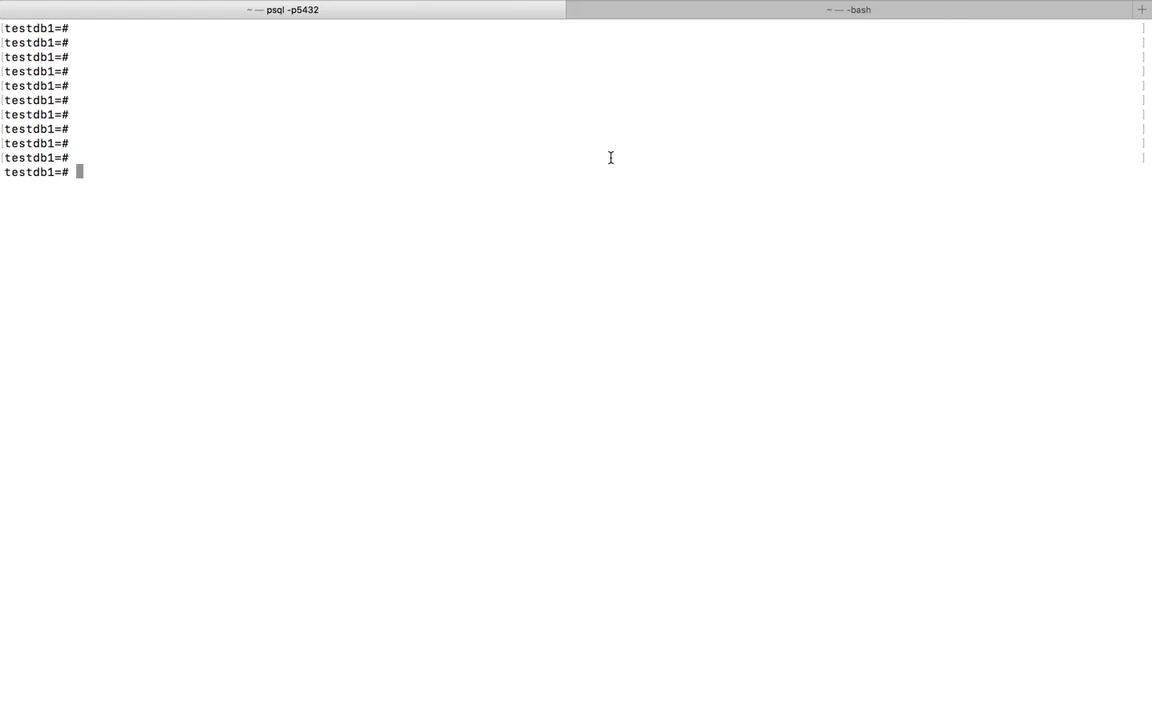 ~ — psql -p5432
~ — -bash
+
[testdb1=# ]
[testdb1=# ]
[testdb1=# ]
[testdb1=# ]
[testdb1=# ]
[testdb1=# ]
[testdb1=# ]
[testdb1=# ]
[testdb1=# ]
[testdb1=# ]
testdb1=#